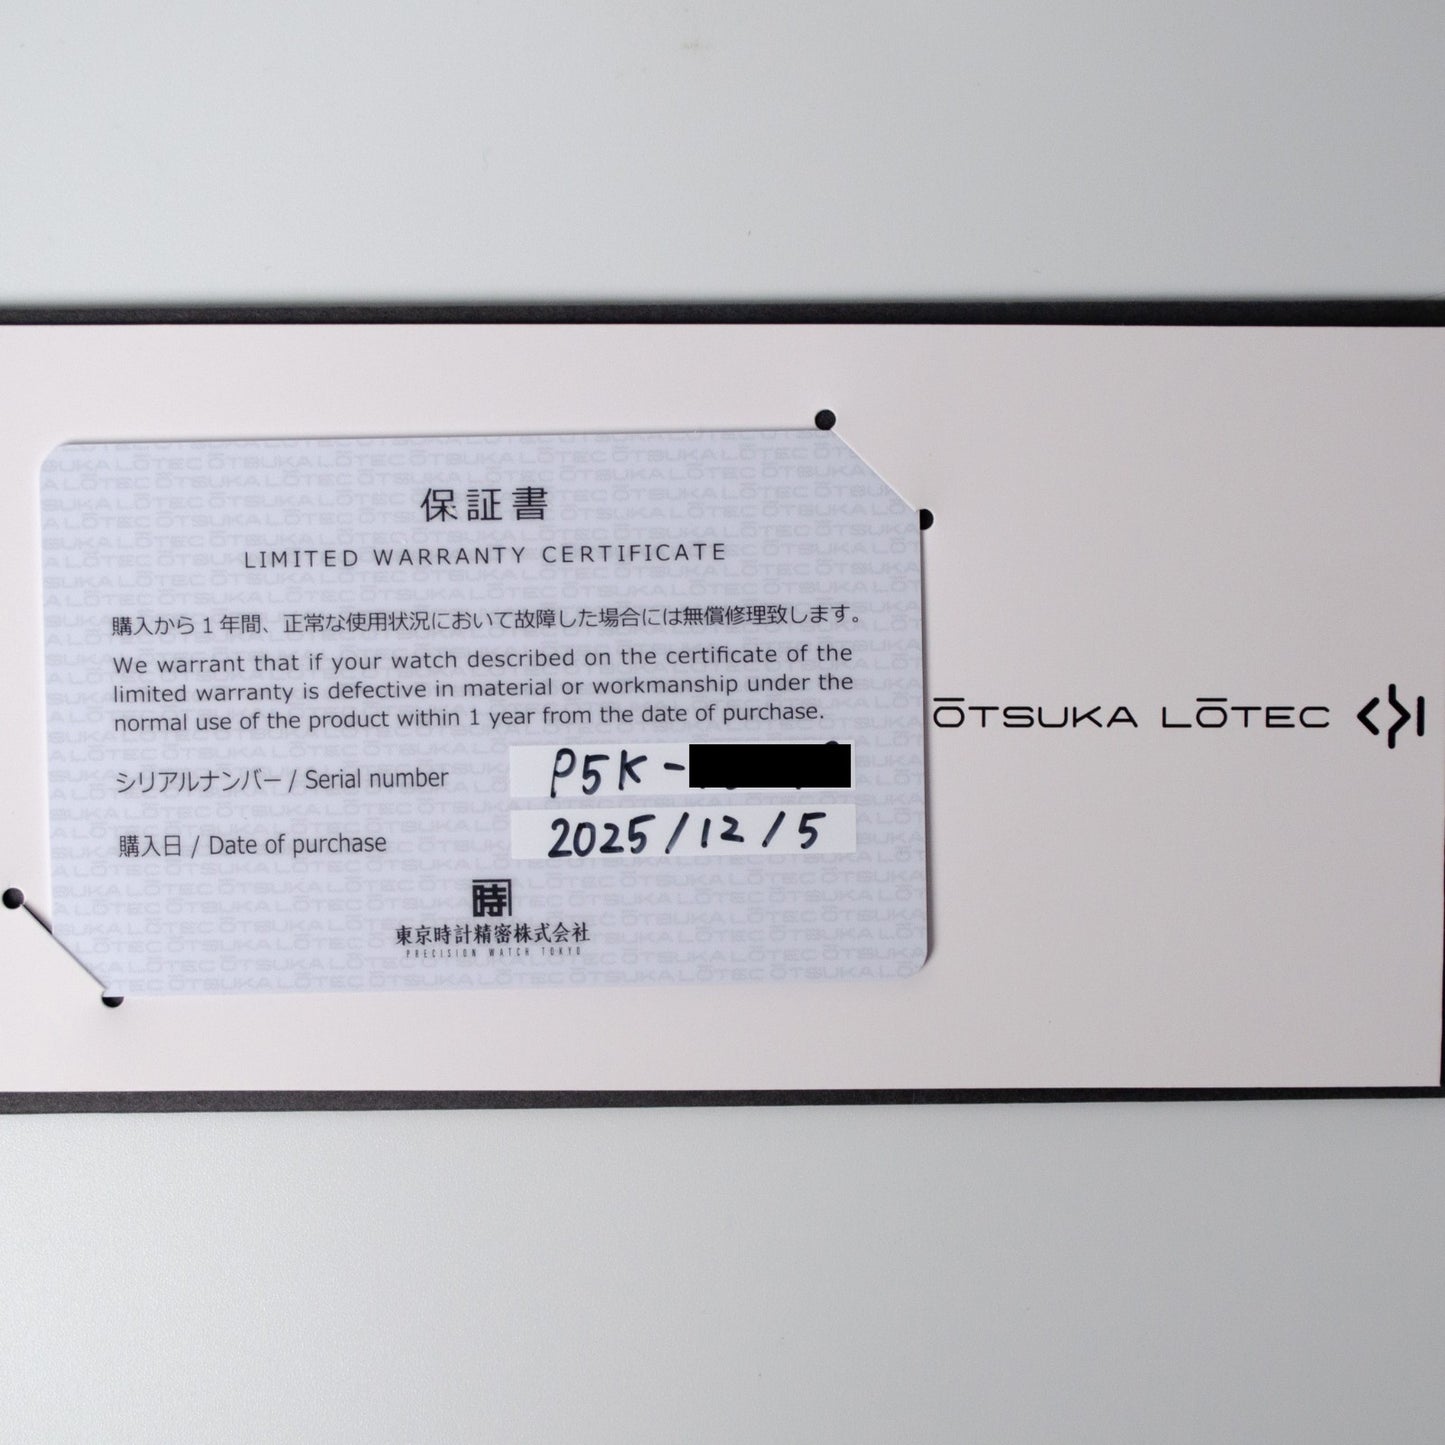 保証書
LIMITED WARRANTY CERTIFICATE
購入から1年間、正常な使用状況において故障した場合には無償修理致します。
We warrant that if your watch described on the certificate of the
limited warranty is defective in material or workmanship under the
normal use of the product within 1 year from the date of purchase.
シリアルナンバー / Serial number P5K-
購入日 / Date of purchase 2025/12/5
時
東京時計精密株式会社
PRECISION WATCH TOKYO
ŌTSUKA LŌTEC